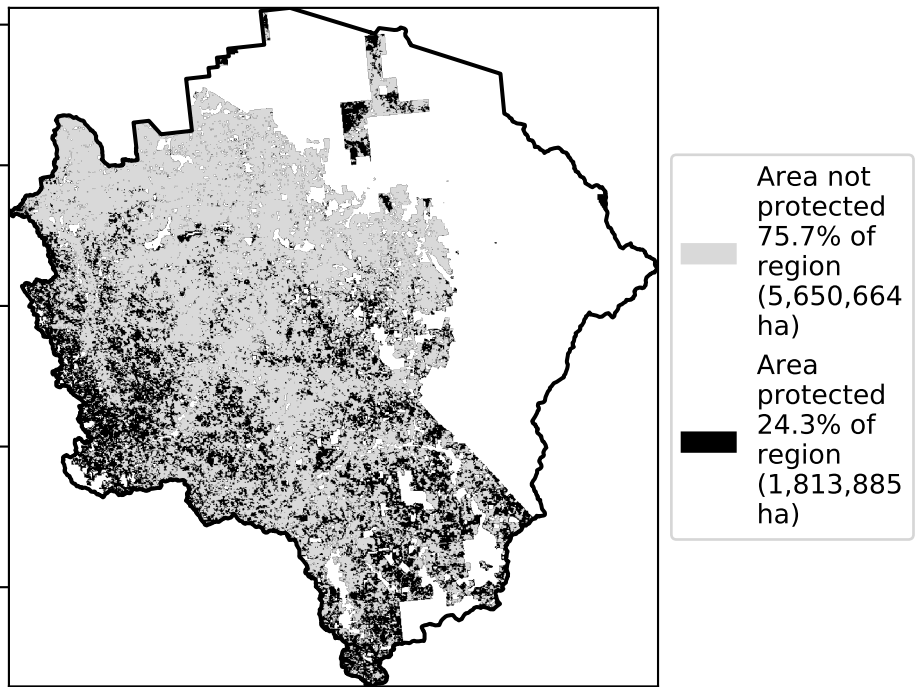 Area not
protected
75.7% of
region
(5,650,664
ha)
Area
protected
24.3% of
region
(1,813,885
ha)